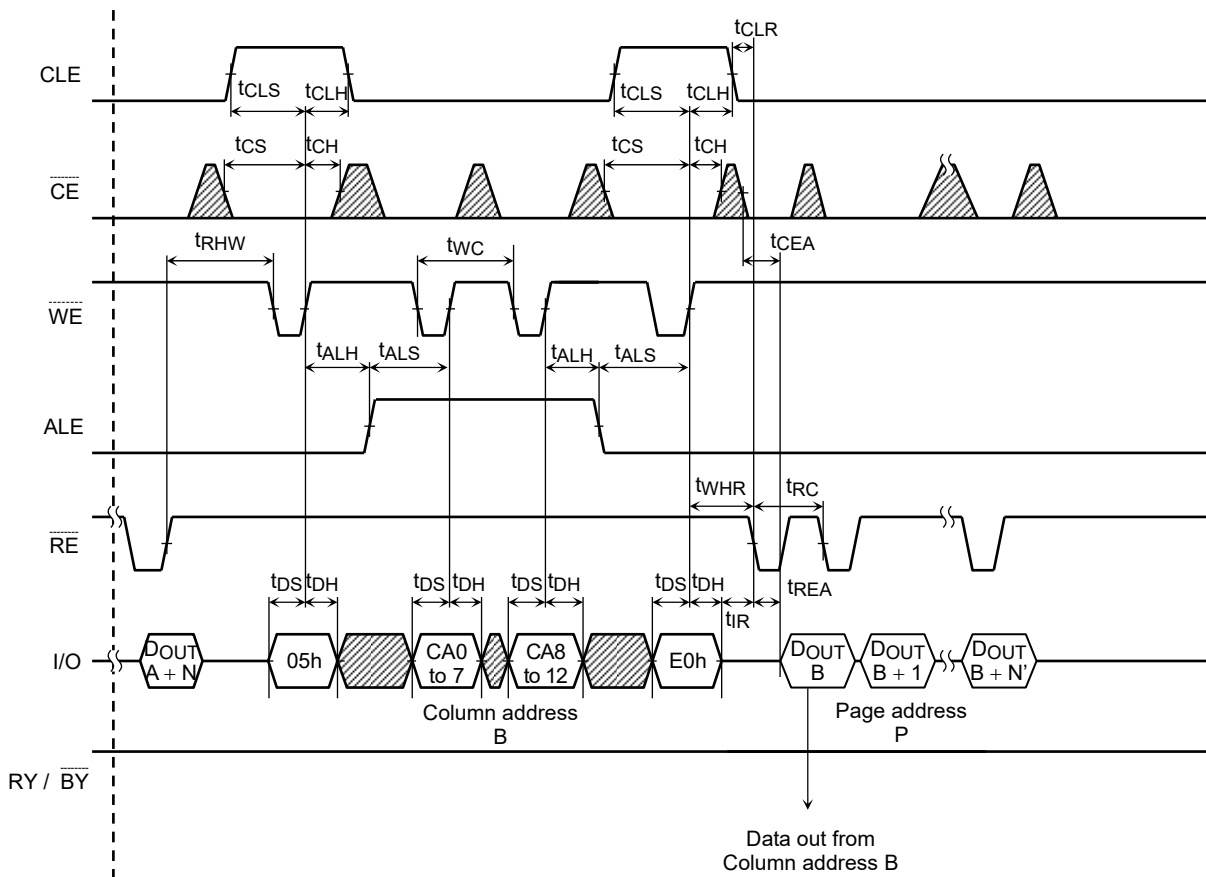 tCLR
CLE
tCLS tCLH tCLS tCLH
tCS tCH tCS tCH
CE
tRHW tWC tCEA
WE
tALH tALS tALH tALS
ALE
tWHR tRC
RE
tDS tDH tDS tDH tDS tDH tDS tDH tREA
tIR
I/O
DOUT
A + N
05h
CA0
to 7
CA8
to 12
E0h
DOUT
B
DOUT
B + 1
DOUT
B + N’
Column address
B
Page address
P
RY / BY
Data out from
Column address B